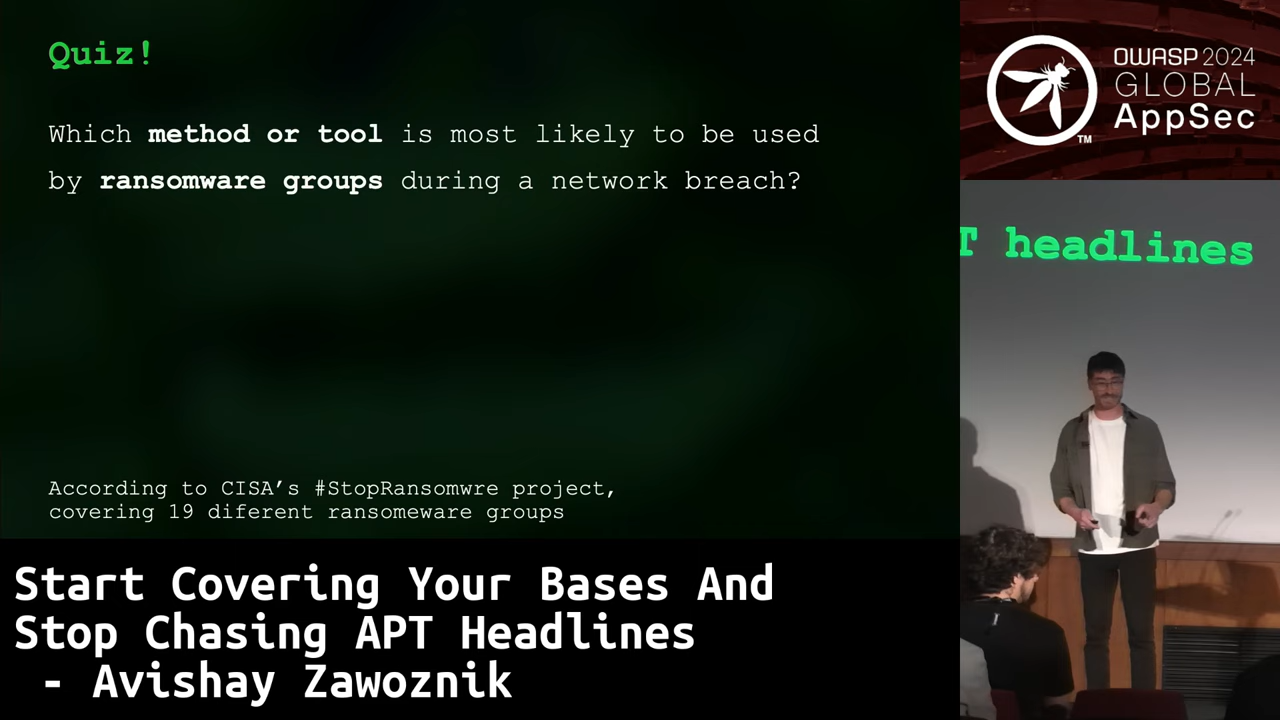 Quiz!
Which method or tool is most likely to be used
by ransomware groups during a network breach?
According to CISA’s #StopRansomwre project,
covering 19 diferent ransomeware groups
Start Covering Your Bases And
Stop Chasing APT Headlines
- Avishay Zawoznik
OWASP 2024
GLOBAL
AppSec
TM
T headlines